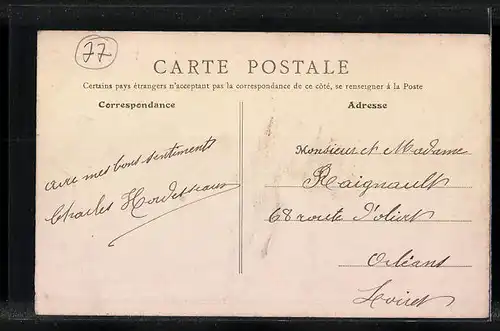 77
CARTE POSTALE
Certains pays étrangers n'acceptant pas la correspondance de ce côté, se renseigner à la Poste
Correspondance
Adresse
avec mes bons sentiments
Charles
Monsieur et Madame
Raignault
68 route d'olivet
Orléans
Loiret